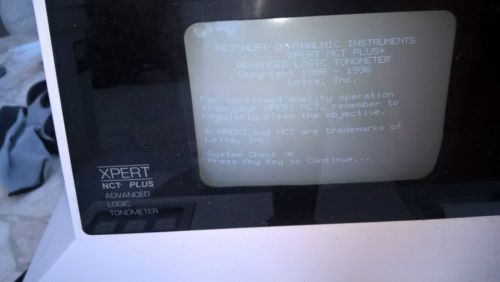 REICHERT OPHTHALMIC INSTRUMENTS
XPERT NCT PLUS*
ADVANCED LOGIC TONOMETER
Copyright 1986 - 1996
Leica, Inc.
For continued quality operation
from your XPERT NCT, remember to
regularly clean the objective.
* XPERT and NCT are trademarks of
Leica, Inc.
System Check OK
Press Any Key to Continue...
XPERT
NCT PLUS
ADVANCED
LOGIC
TONOMETER